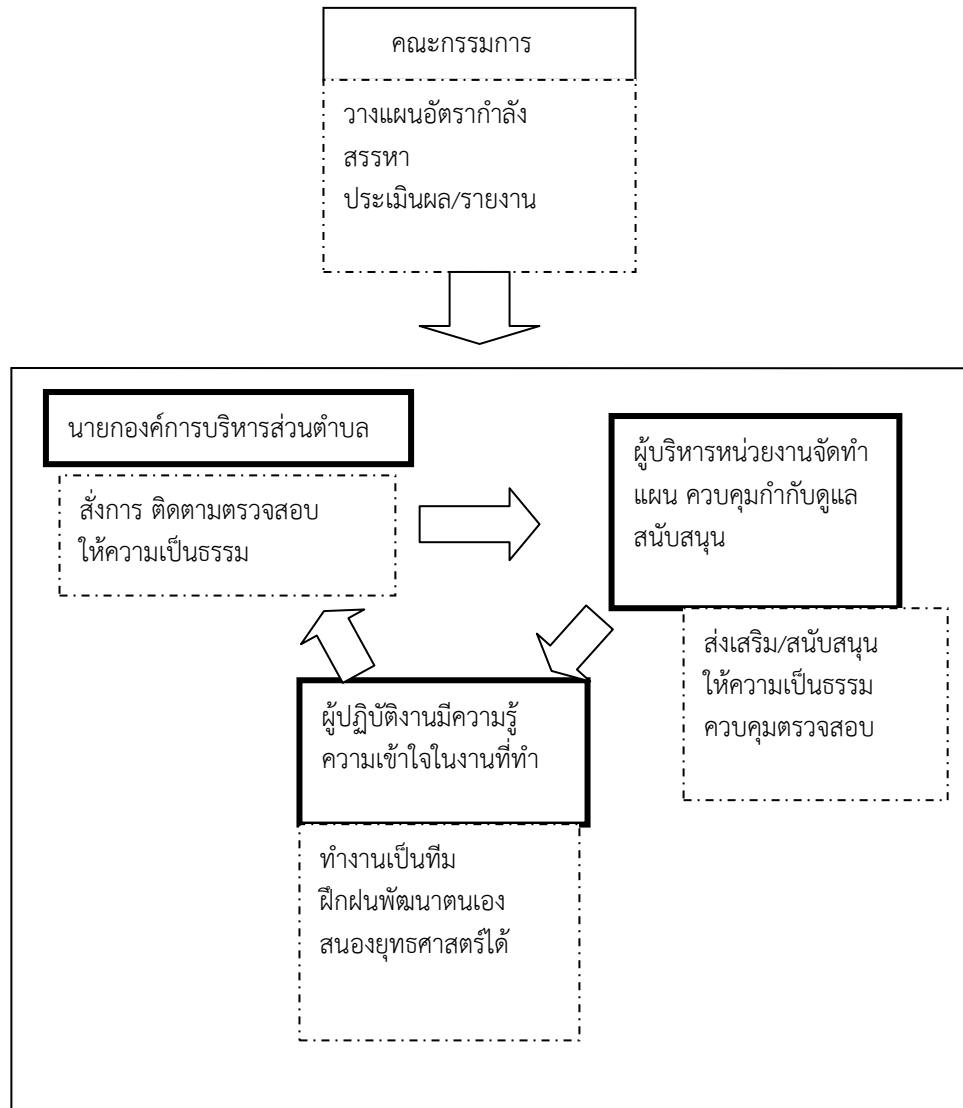 คณะกรรมการ
วางแผนอัตรากำลัง
สรรหา
ประเมินผล/รายงาน
นายกองค์การบริหารส่วนตำบล
สั่งการ ติดตามตรวจสอบ
ให้ความเป็นธรรม
ผู้บริหารหน่วยงานจัดทำ
แผน ควบคุมกำกับดูแล
สนับสนุน
ส่งเสริม/สนับสนุน
ให้ความเป็นธรรม
ควบคุมตรวจสอบ
ผู้ปฏิบัติงานมีความรู้
ความเข้าใจในงานที่ทำ
ทำงานเป็นทีม
ฝึกฝนพัฒนาตนเอง
สนองยุทธศาสตร์ได้